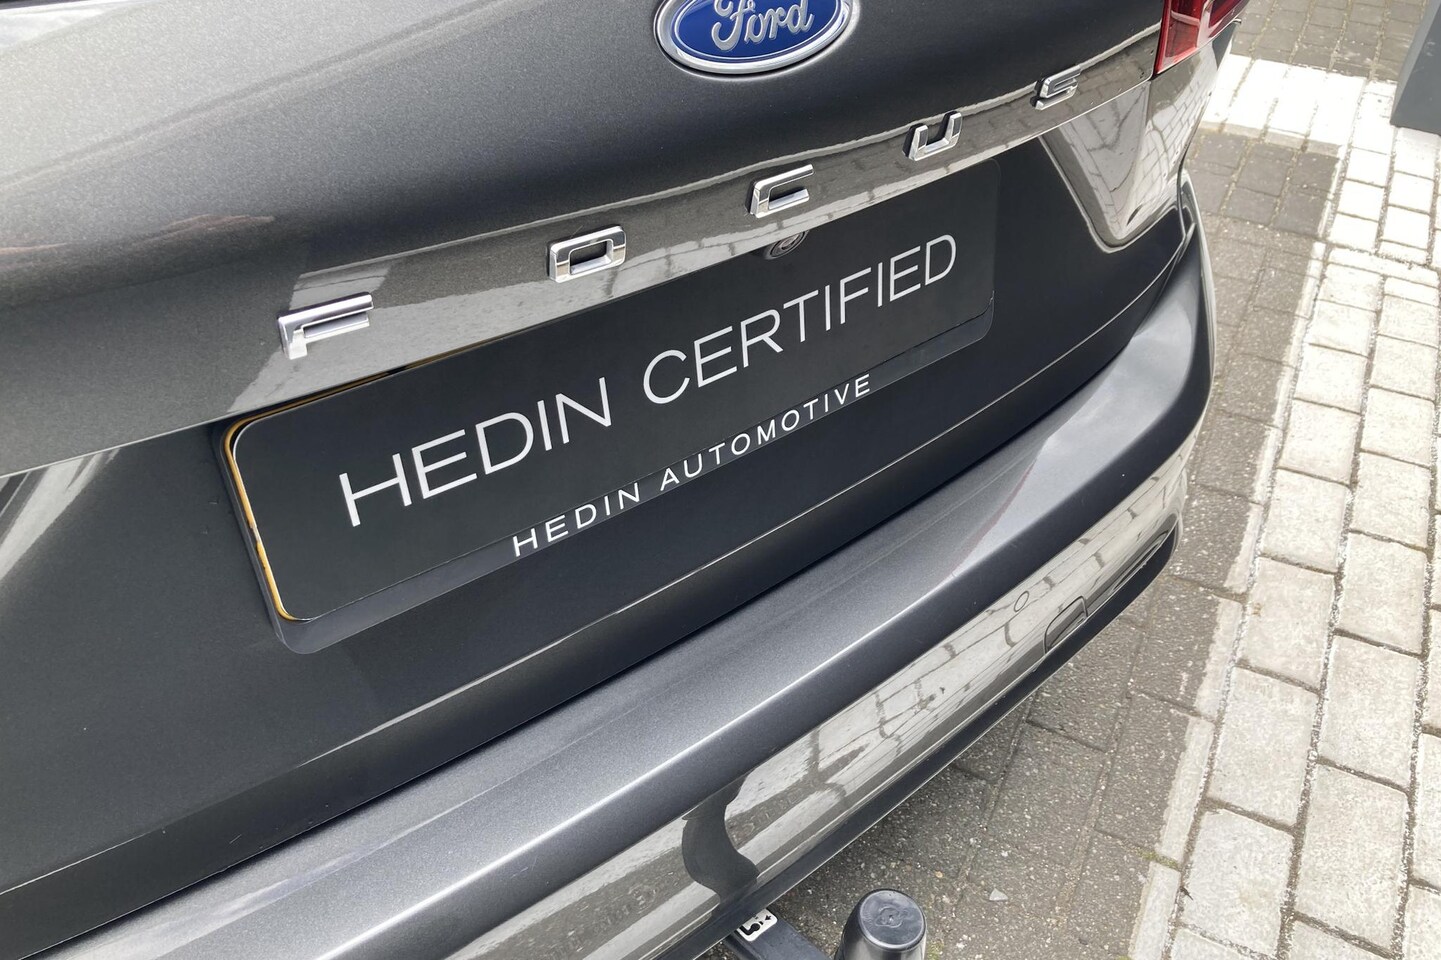 Ford
FOCUS
HEDIN CERTIFIED
HEDIN AUTOMOTIVE